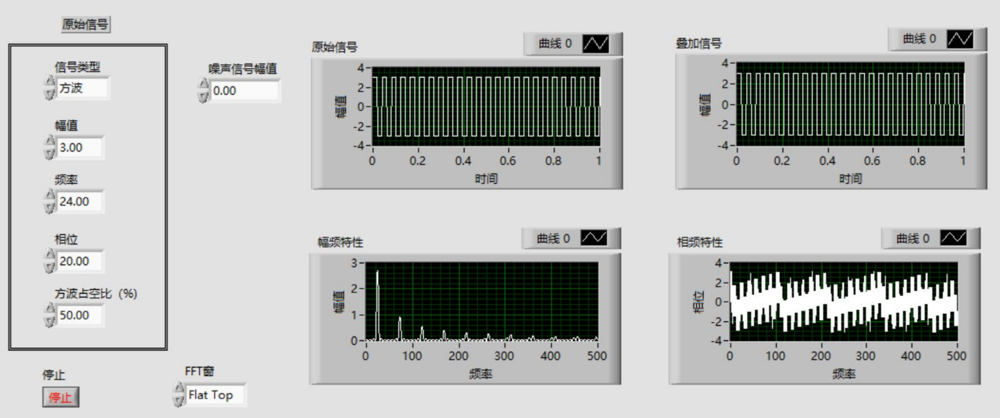 原始信号
信号类型
方波
幅值
3.00
频率
24.00
相位
20.00
方波占空比（%）
50.00
停止
停止
噪声信号幅值
0.00
FFT窗
Flat Top
原始信号
曲线 0
幅值
4
2
0
-2
-4
0 0.2 0.4 0.6 0.8 1
时间
叠加信号
曲线 0
幅值
4
2
0
-2
-4
0 0.2 0.4 0.6 0.8 1
时间
幅频特性
曲线 0
幅值
3
2
1
0
0 100 200 300 400 500
频率
相频特性
曲线 0
相位
4
2
0
-2
-4
0 100 200 300 400 500
频率